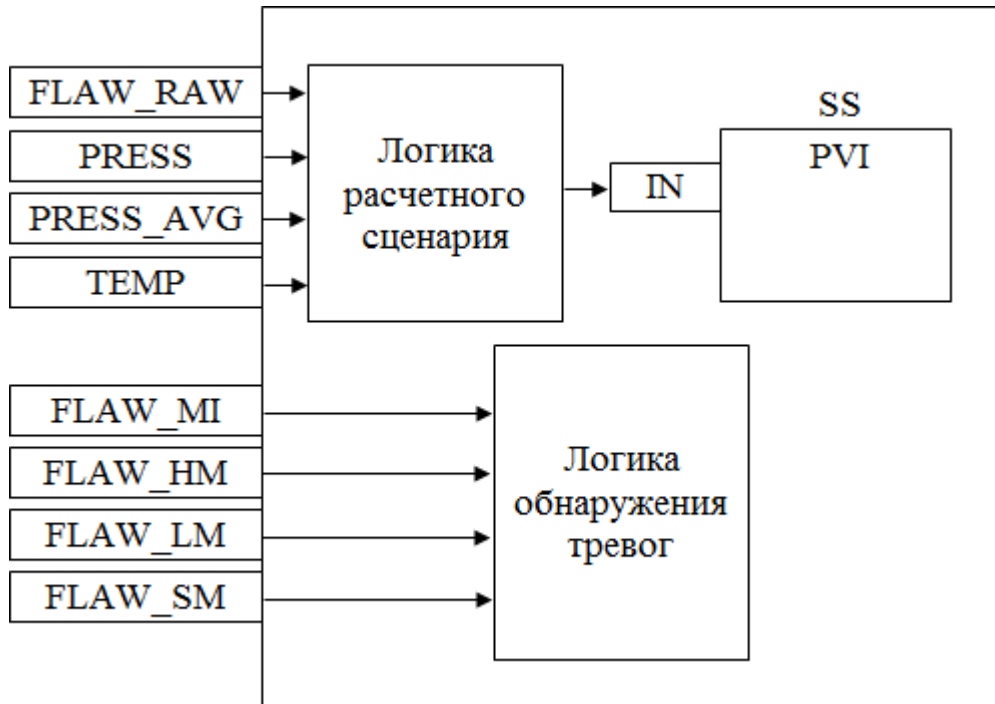 FLAW_RAW
PRESS
PRESS_AVG
TEMP
Логика
расчетного
сценария
IN
SS
PVI
FLAW_MI
FLAW_HM
FLAW_LM
FLAW_SM
Логика
обнаружения
тревог